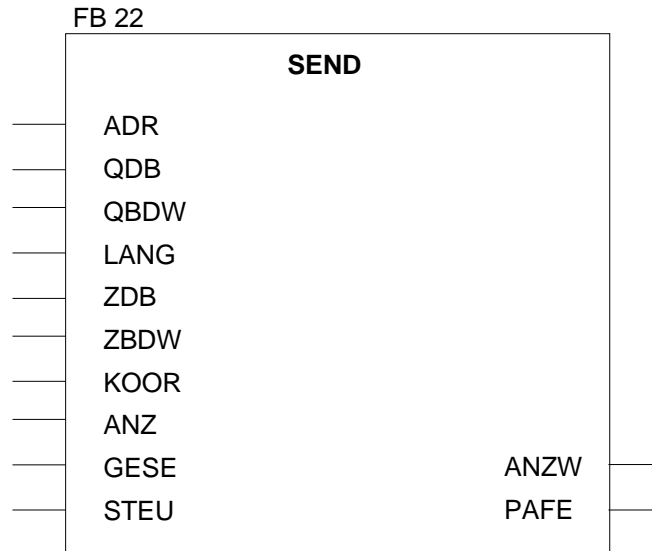 FB 22
SEND
ADR
QDB
QBDW
LANG
ZDB
ZBDW
KOOR
ANZ
GESE ANZW
STEU PAFE